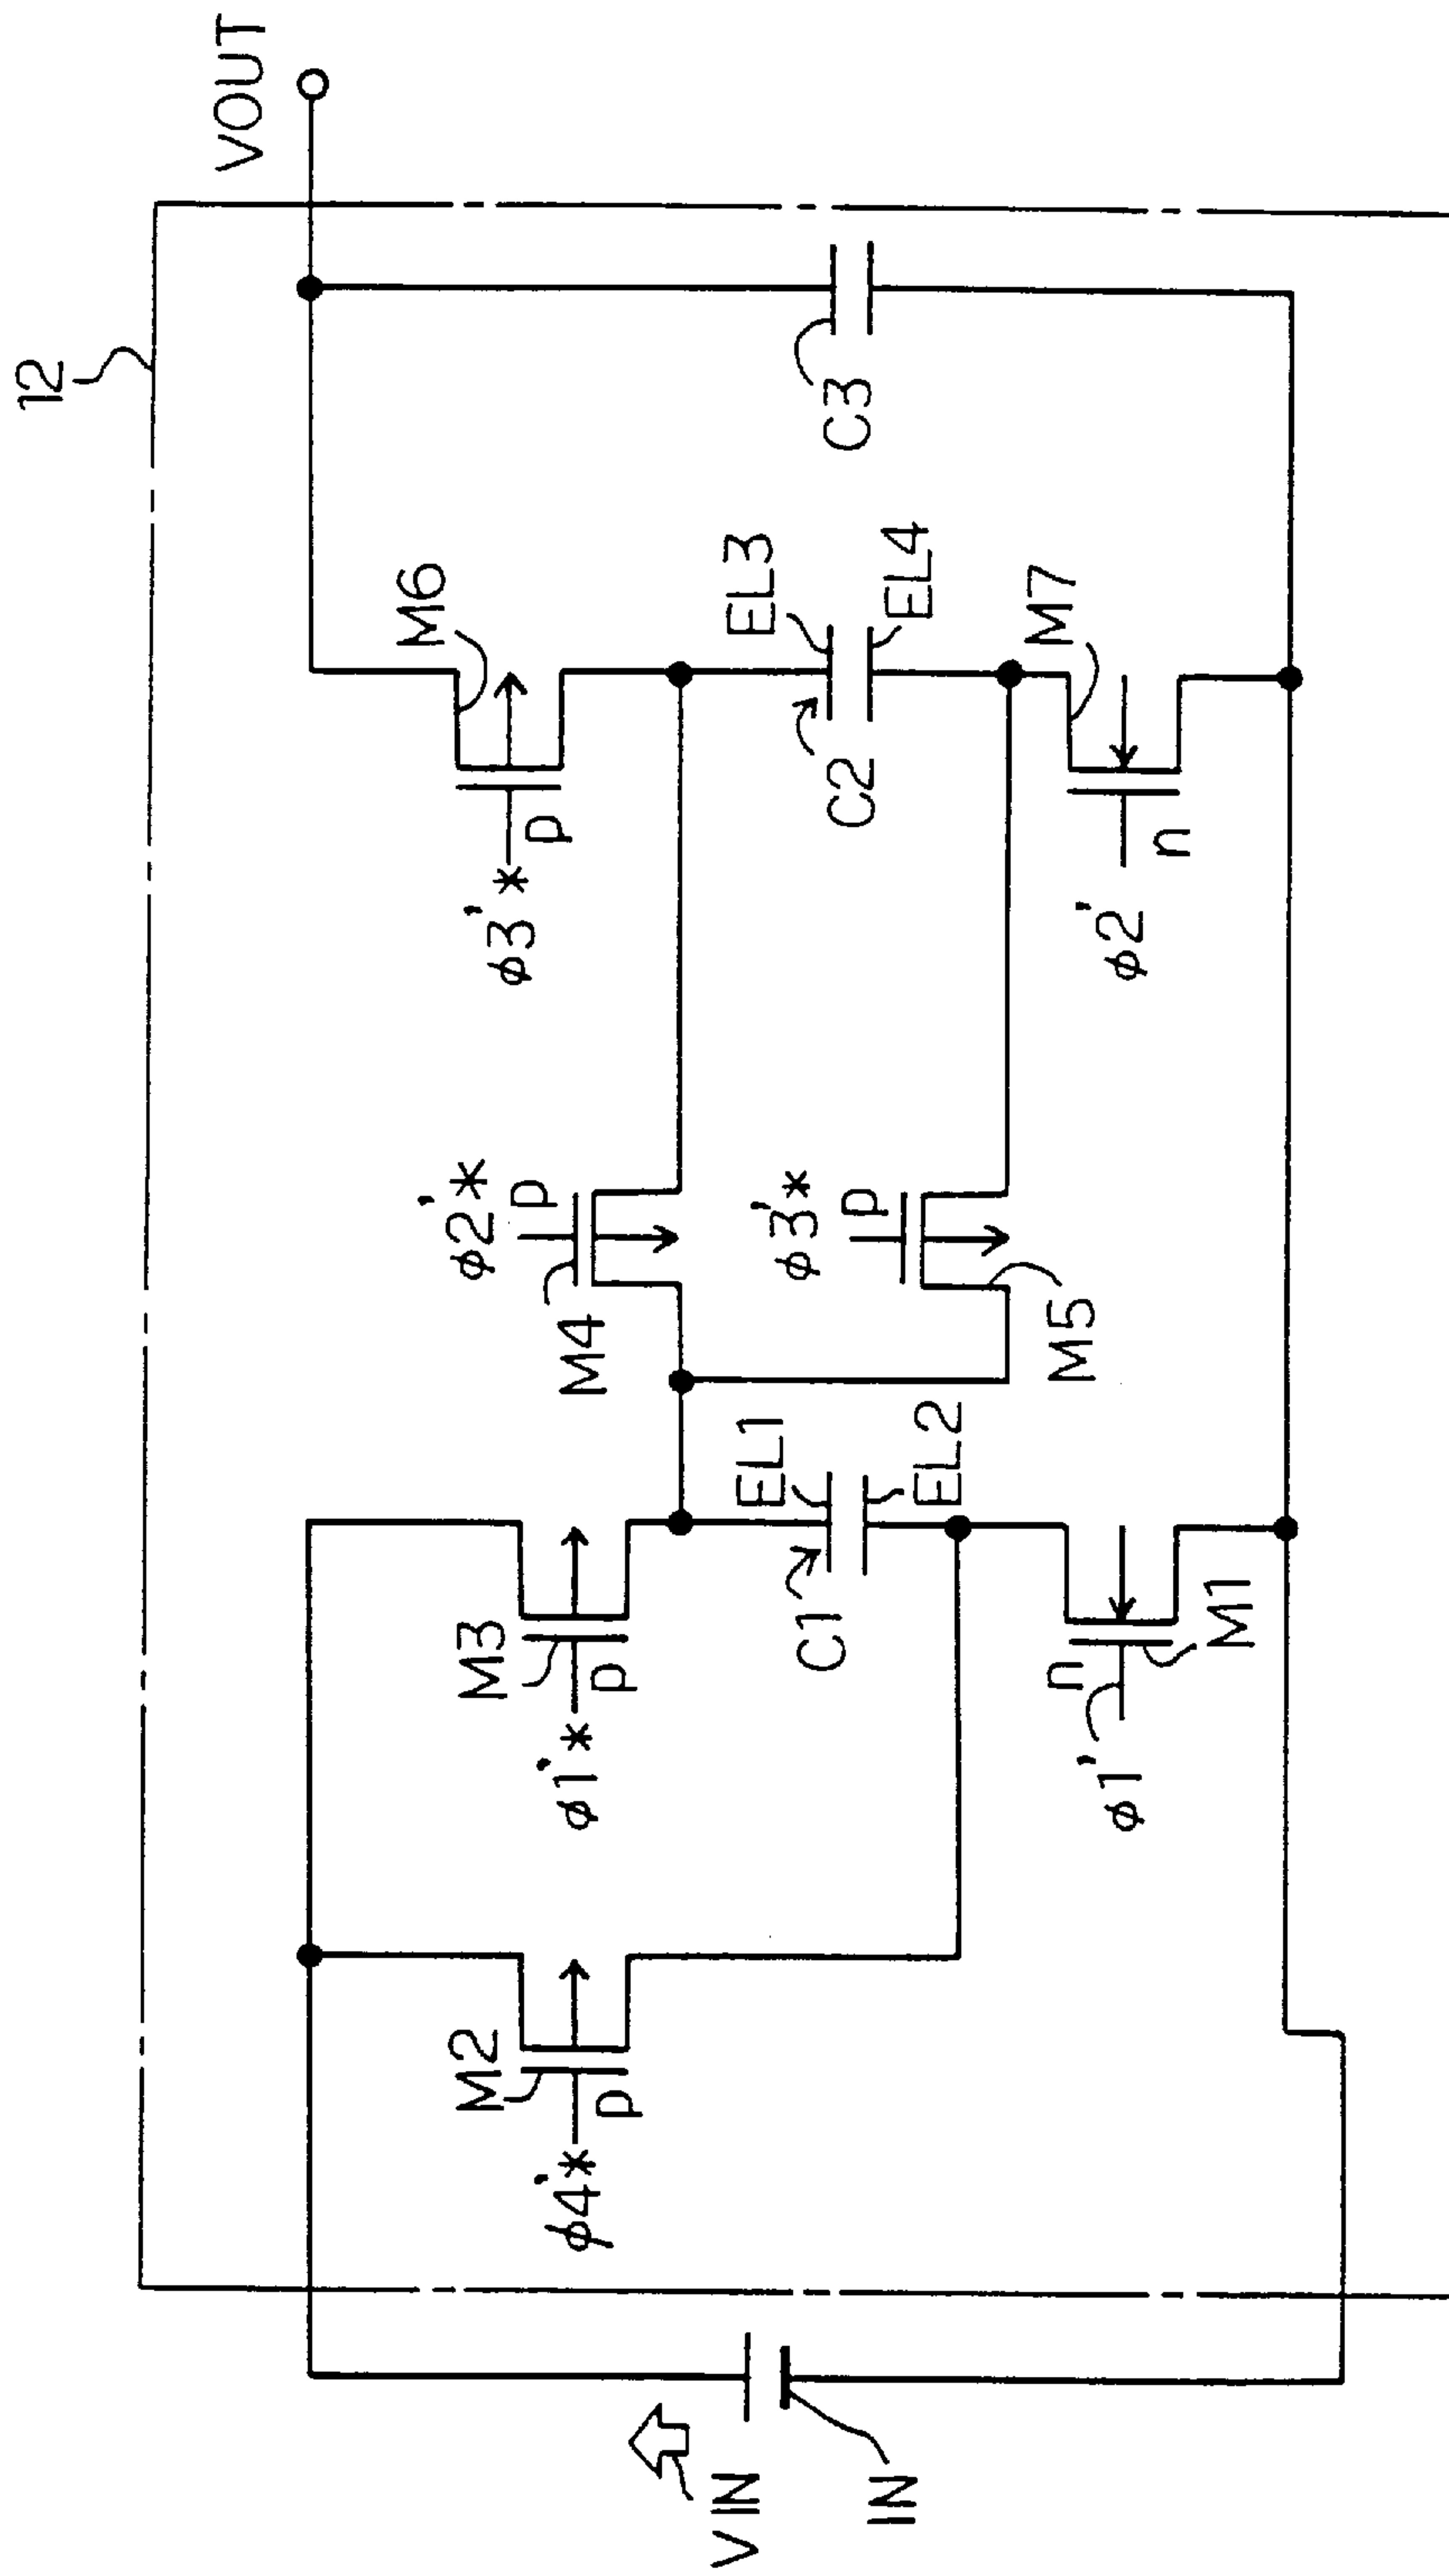 12
VOUT
M6
φ3'*
p
φ2'*
p
M4
EL3
EL4
C2
C3
M7
φ2'
n
φ3'*
p
M5
M3
φ1'*
p
EL1
EL2
C1
M1
φ1'
n
M2
φ4'*
p
VIN
IN